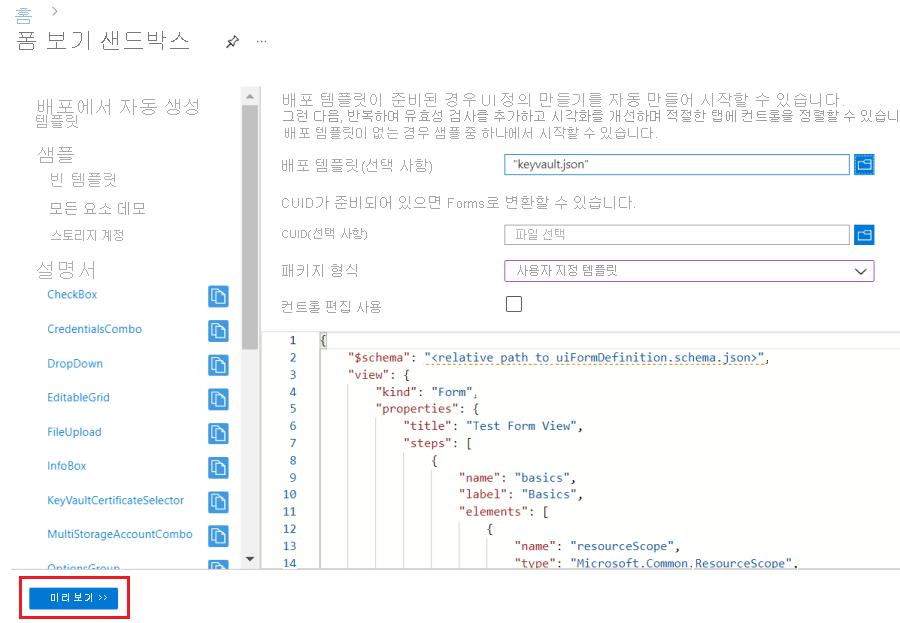 홈 >
폼 보기 샌드박스 ...
배포에서 자동 생성
템플릿
샘플
빈 템플릿
모든 요소 데모
스토리지 계정
설명서
CheckBox
CredentialsCombo
DropDown
EditableGrid
FileUpload
InfoBox
KeyVaultCertificateSelector
MultiStorageAccountCombo
OptionsGroup
배포 템플릿이 준비된 경우 UI 정의 만들기를 자동 만들어 시작할 수 있습니다.
그런 다음, 반복하여 유효성 검사를 추가하고 시각화를 개선하며 적절한 탭에 컨트롤을 정렬할 수 있습니
배포 템플릿이 없는 경우 샘플 중 하나에서 시작할 수 있습니다.
배포 템플릿(선택 사항) "keyvault.json"
CUID가 준비되어 있으면 Forms로 변환할 수 있습니다.
CUID(선택 사항) 파일 선택
패키지 형식 사용자 지정 템플릿
컨트롤 편집 사용
1 {
2 "$schema": "<relative path to uiFormDefinition.schema.json>",
3 "view": {
4 "kind": "Form",
5 "properties": {
6 "title": "Test Form View",
7 "steps": [
8 {
9 "name": "basics",
10 "label": "Basics",
11 "elements": [
12 {
13 "name": "resourceScope",
14 "type": "Microsoft.Common.ResourceScope",
미리 보기 >>